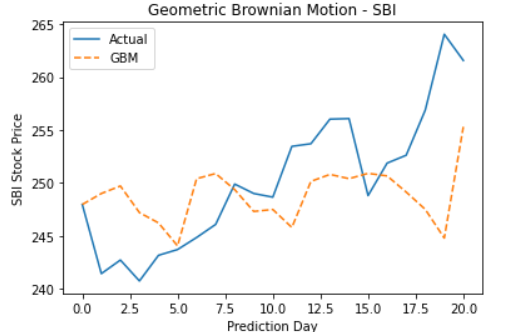 Geometric Brownian Motion - SBI
Actual
GBM
SBI Stock Price
265
260
255
250
245
240
0.0 2.5 5.0 7.5 10.0 12.5 15.0 17.5 20.0
Prediction Day